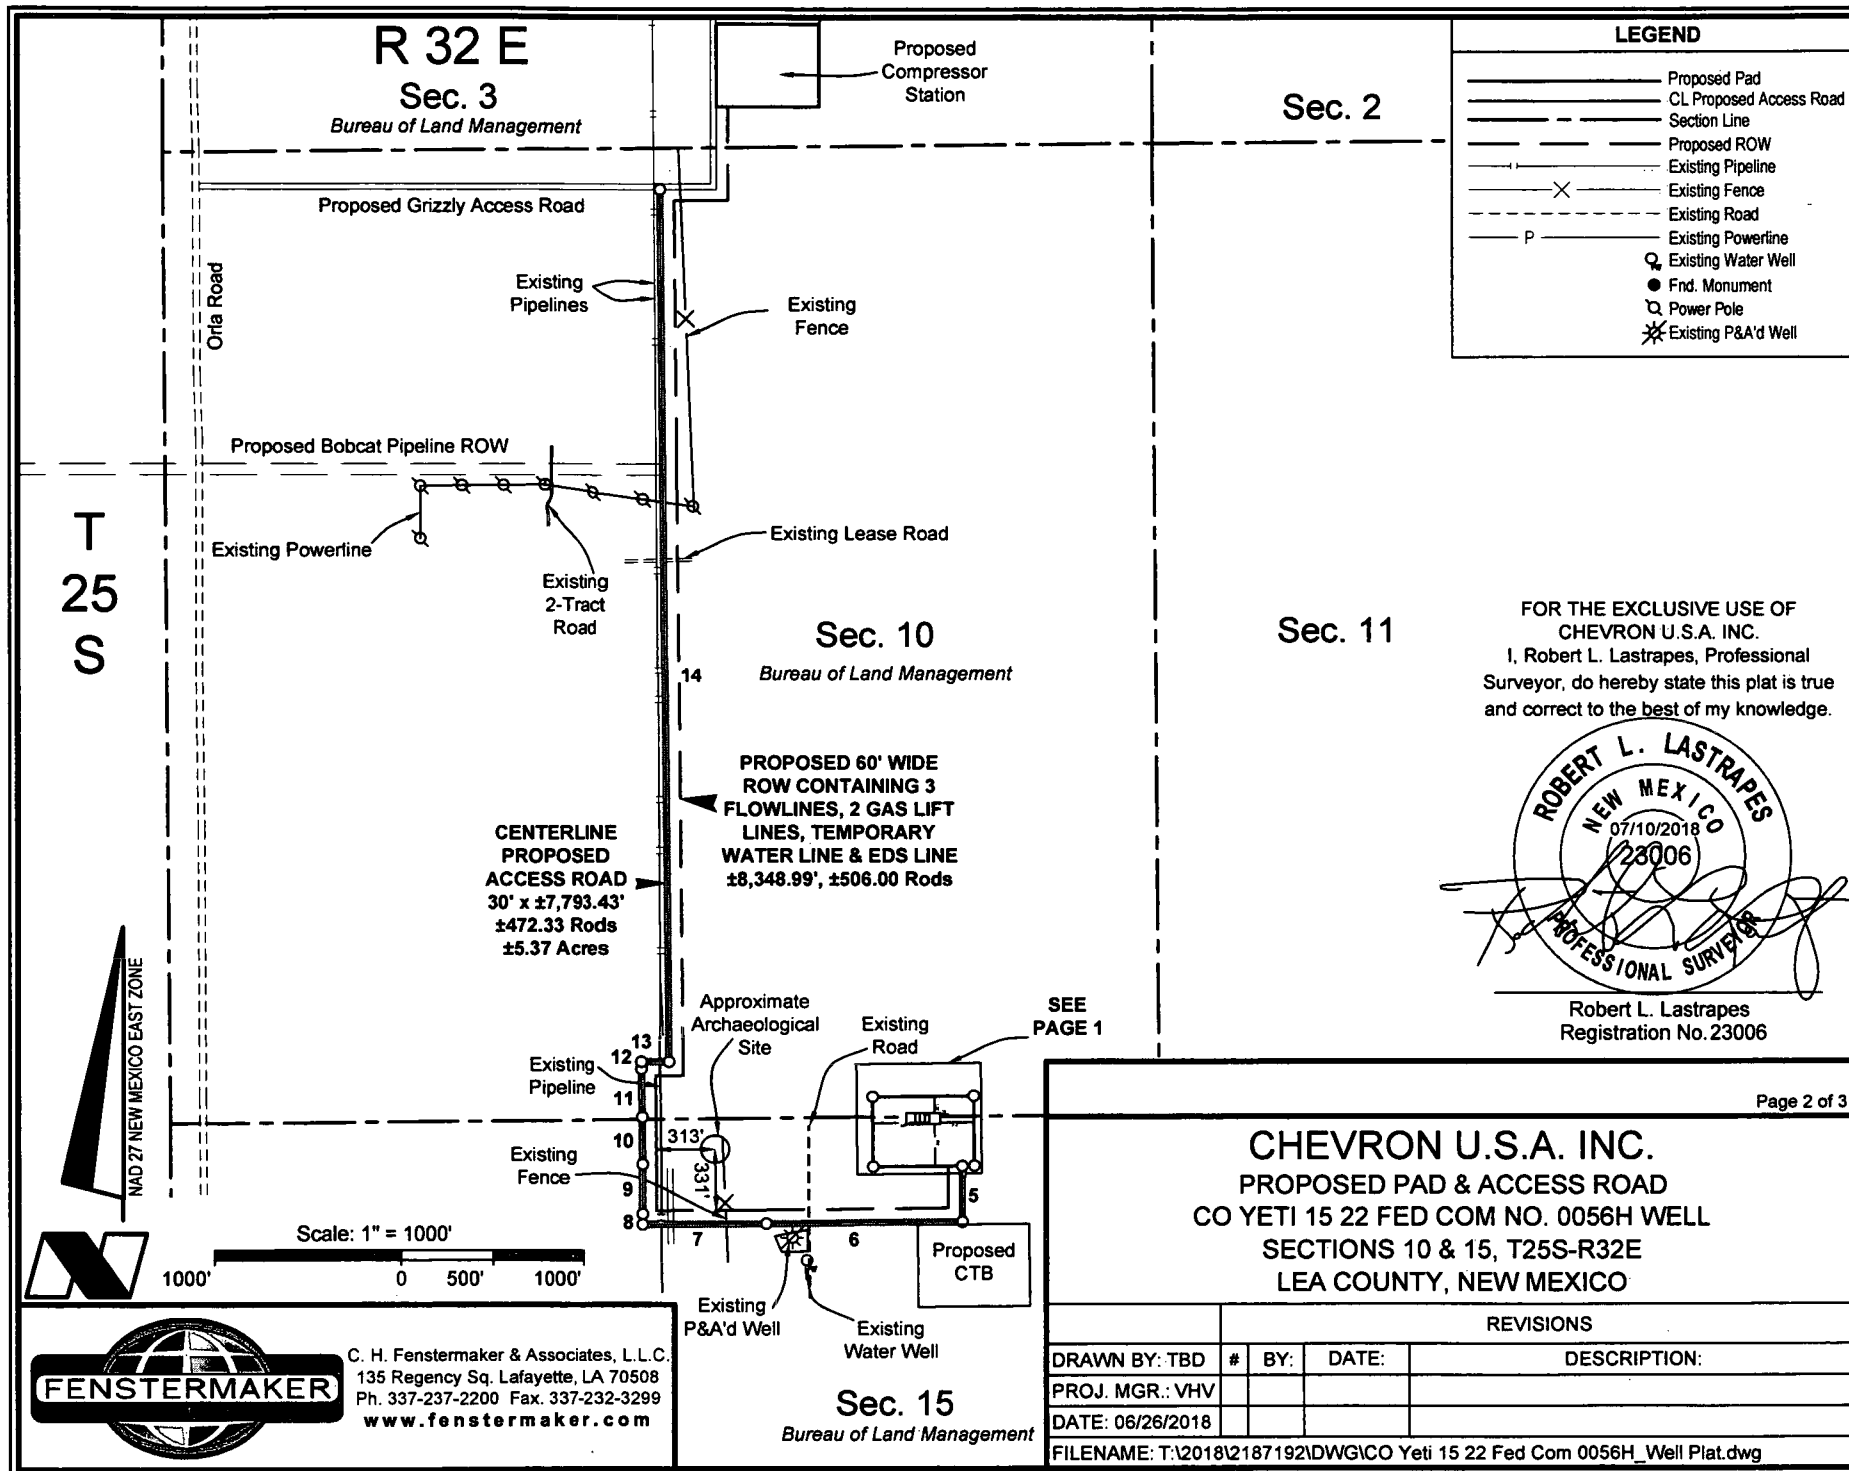 R 32 E
Sec. 3
Bureau of Land Management
Proposed
Compressor
Station
Sec. 2
LEGEND
Proposed Pad
CL Proposed Access Road
Section Line
Proposed ROW
Existing Pipeline
Existing Fence
Existing Road
P
Existing Powerline
Existing Water Well
Fnd. Monument
Power Pole
Existing P&A'd Well
Proposed Grizzly Access Road
Orla Road
Existing
Pipelines
Existing
Fence
Proposed Bobcat Pipeline ROW
T
25
S
Existing Powerline
Existing
2-Tract
Road
Existing Lease Road
Sec. 10
Bureau of Land Management
Sec. 11
14
FOR THE EXCLUSIVE USE OF
CHEVRON U.S.A. INC.
I, Robert L. Lastrapes, Professional
Surveyor, do hereby state this plat is true
and correct to the best of my knowledge.
ROBERT L. LASTRAPES
NEW MEXICO
07/10/2018
23006
PROFESSIONAL SURVEYOR
Robert L. Lastrapes
Registration No. 23006
PROPOSED 60' WIDE
ROW CONTAINING 3
FLOWLINES, 2 GAS LIFT
LINES, TEMPORARY
WATER LINE & EDS LINE
±8,348.99', ±506.00 Rods
CENTERLINE
PROPOSED
ACCESS ROAD
30' x ±7,793.43'
±472.33 Rods
±5.37 Acres
NAD 27 NEW MEXICO EAST ZONE
Approximate
Archaeological
Site
Existing
Road
SEE
PAGE 1
13
12
Existing
Pipeline
11
10
313'
331'
Existing
Fence
9
8
7
6
5
Proposed
CTB
Scale: 1" = 1000'
1000'
0
500'
1000'
Existing
P&A'd Well
Existing
Water Well
Sec. 15
Bureau of Land Management
FENSTERMAKER
C. H. Fenstermaker & Associates, L.L.C.
135 Regency Sq. Lafayette, LA 70508
Ph. 337-237-2200 Fax. 337-232-3299
www.fenstermaker.com
Page 2 of 3
CHEVRON U.S.A. INC.
PROPOSED PAD & ACCESS ROAD
CO YETI 15 22 FED COM NO. 0056H WELL
SECTIONS 10 & 15, T25S-R32E
LEA COUNTY, NEW MEXICO
REVISIONS
DRAWN BY: TBD # BY: DATE: DESCRIPTION:
PROJ. MGR.: VHV
DATE: 06/26/2018
FILENAME: T:\2018\2187192\DWG\CO Yeti 15 22 Fed Com 0056H_Well Plat.dwg